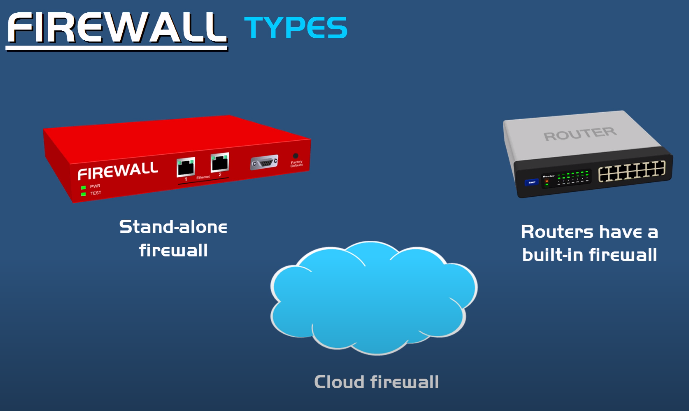 FIREWALL TYPES
FIREWALL
PWR
TEST
1 Ethernet 2
Factory
Defaults
ROUTER
Stand-alone
firewall
Routers have a
built-in firewall
Cloud firewall